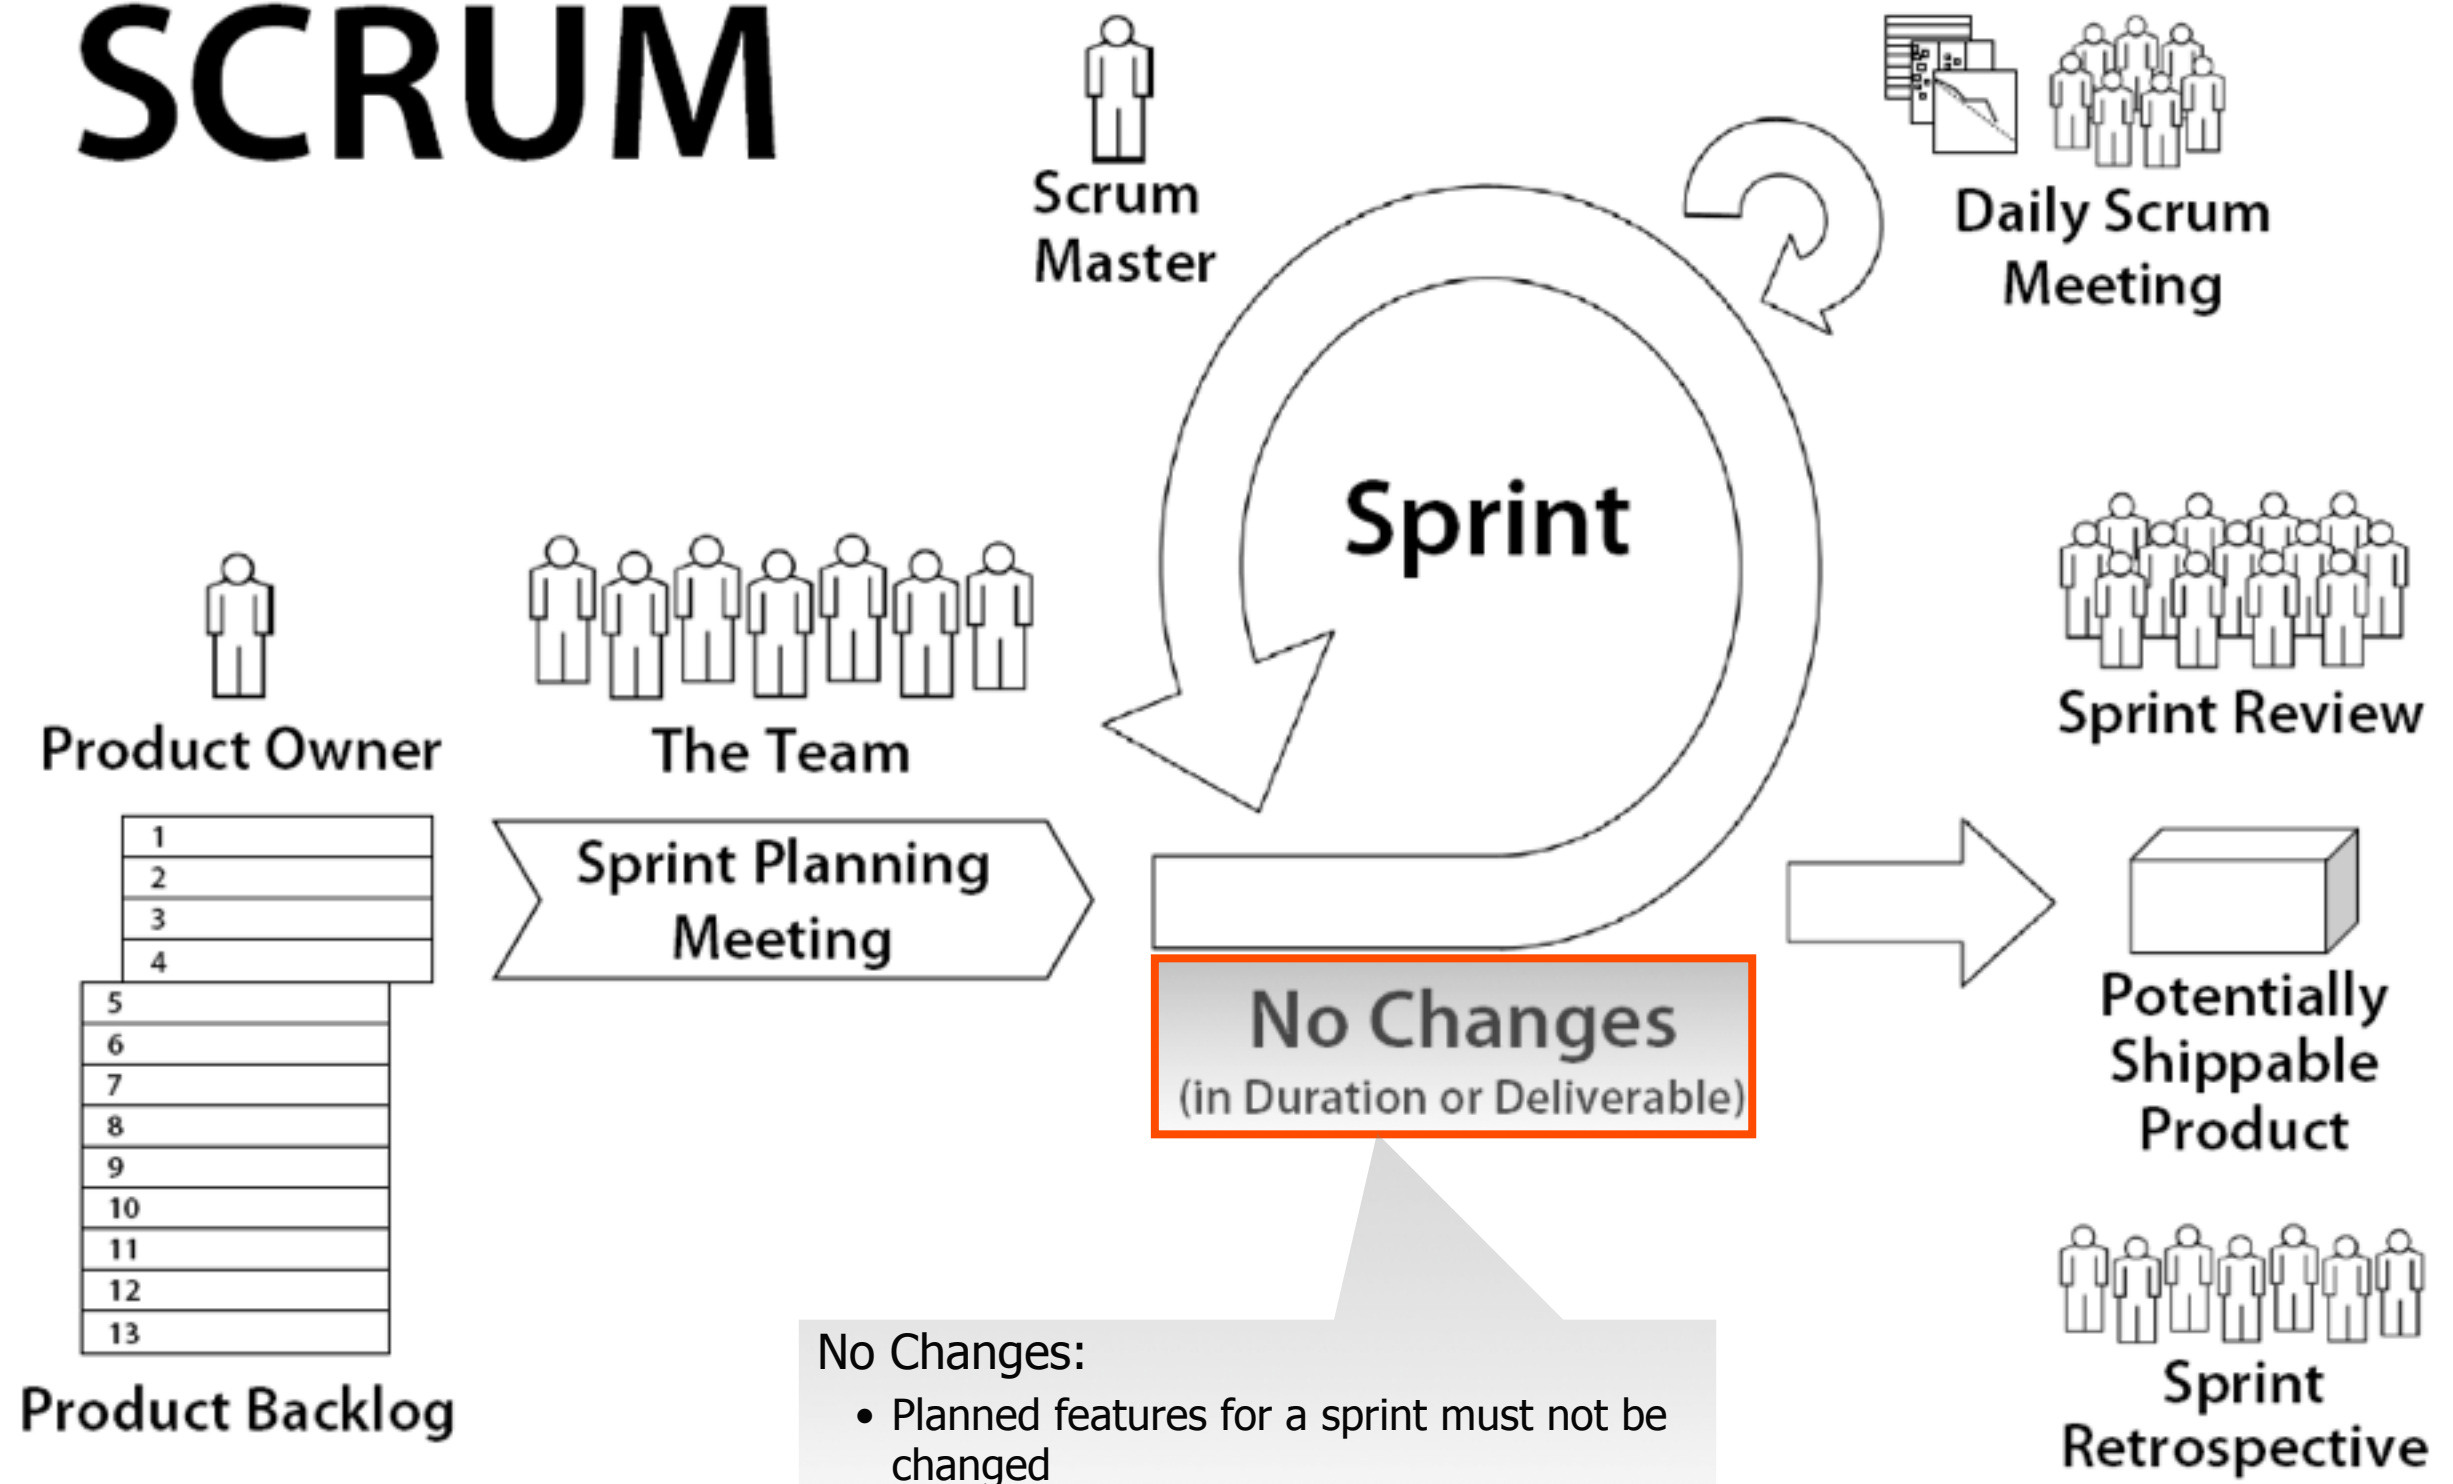 SCRUM
Scrum
Master
Daily Scrum
Meeting
Sprint
Product Owner
The Team
Sprint Review
1
2
3
4
5
6
7
8
9
10
11
12
13
Product Backlog
Sprint Planning
Meeting
No Changes
(in Duration or Deliverable)
Potentially
Shippable
Product
Sprint
Retrospective
No Changes:
• Planned features for a sprint must not be
changed